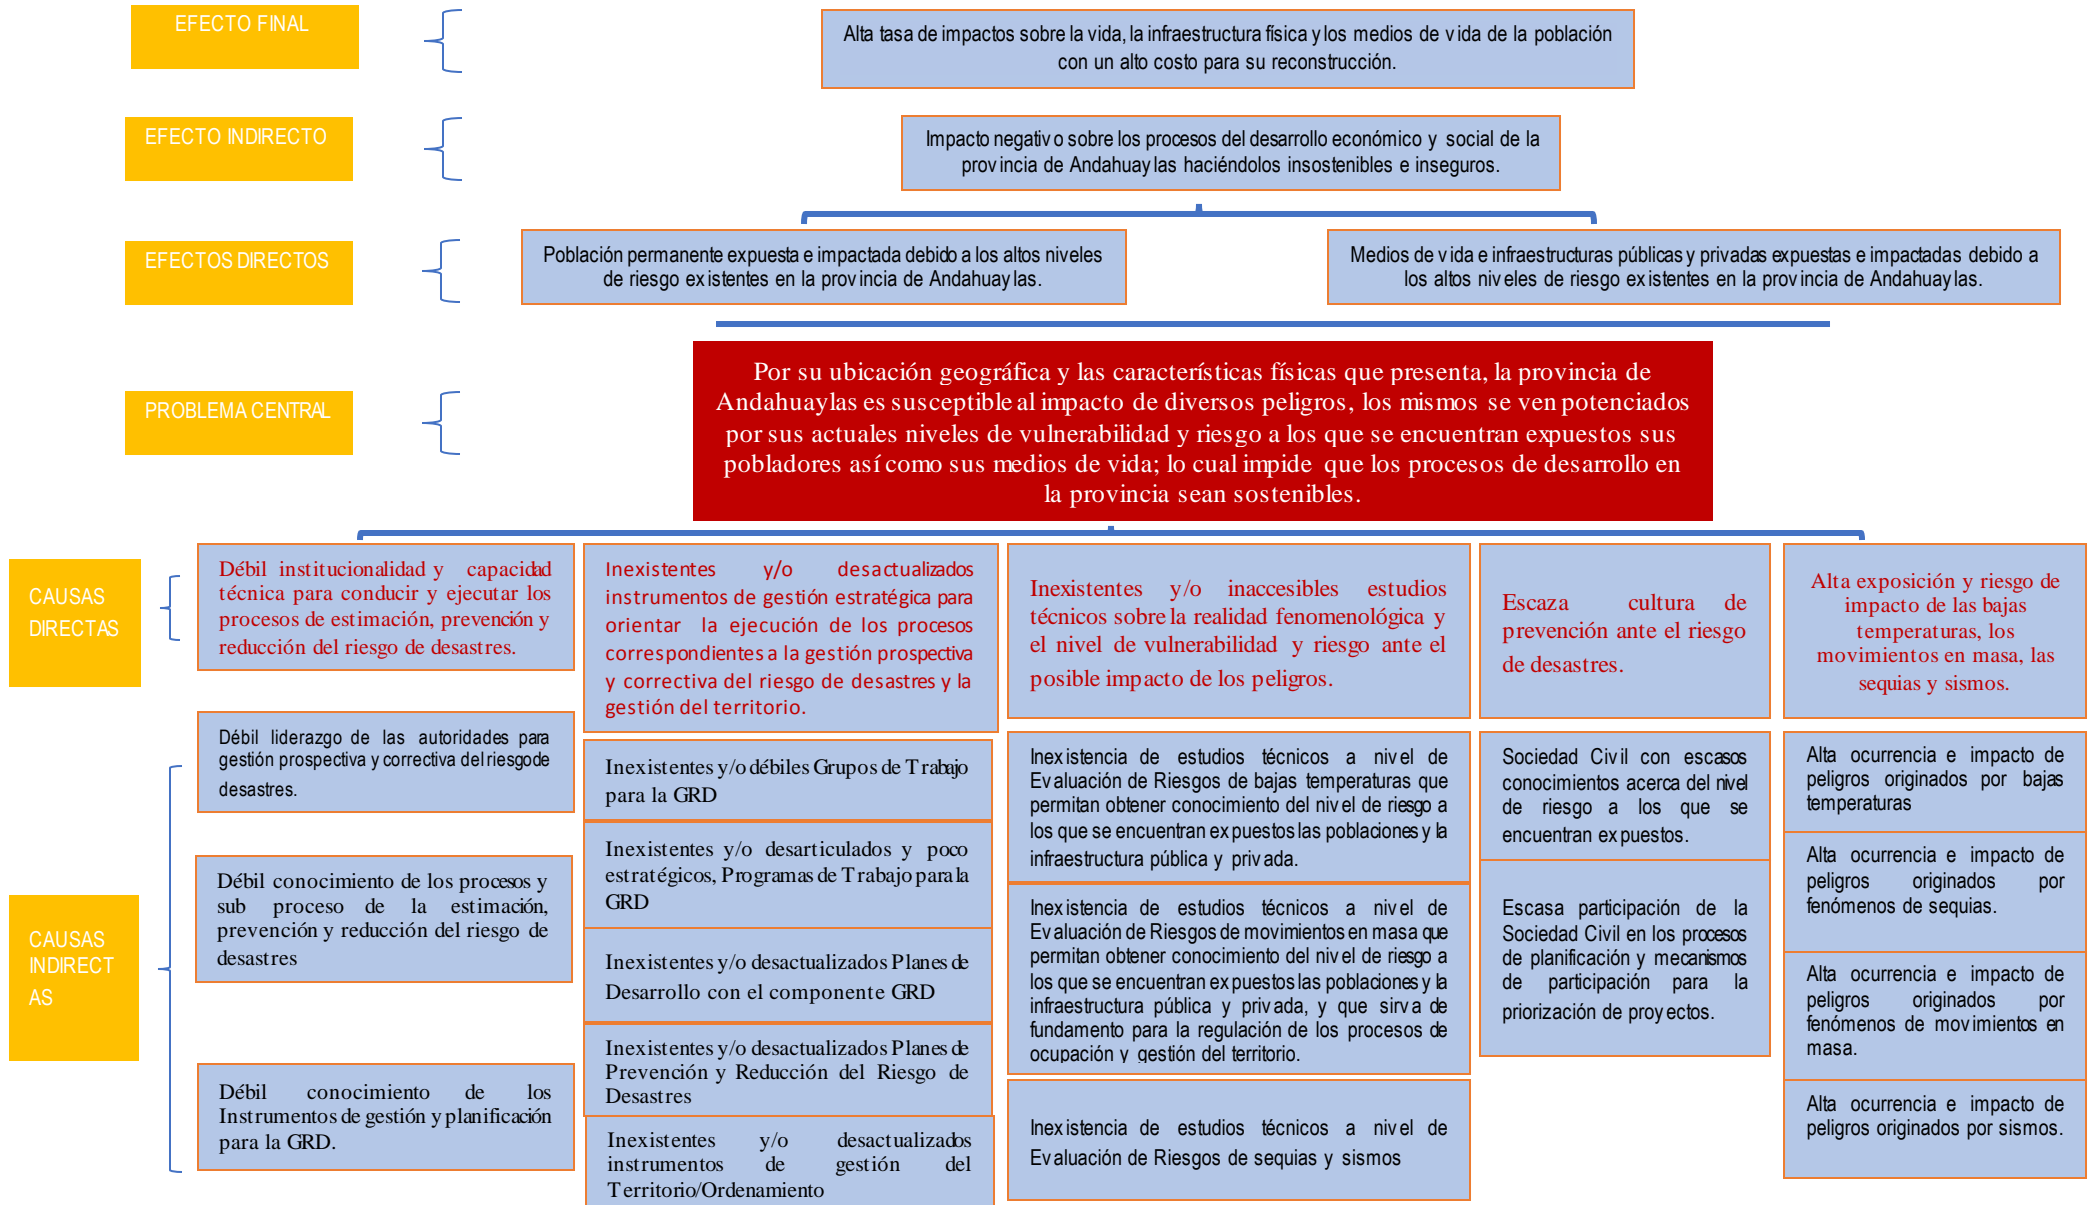 EFECTO FINAL
Alta tasa de impactos sobre la vida, la infraestructura física y los medios de vida de la población
con un alto costo para su reconstrucción.
EFECTO INDIRECTO
Impacto negativo sobre los procesos del desarrollo económico y social de la
provincia de Andahuaylas haciéndolos insostenibles e inseguros.
EFECTOS DIRECTOS
Población permanente expuesta e impactada debido a los altos niveles
de riesgo existentes en la provincia de Andahuaylas.
Medios de vida e infraestructuras públicas y privadas expuestas e impactadas debido a
los altos niveles de riesgo existentes en la provincia de Andahuaylas.
PROBLEMA CENTRAL
Por su ubicación geográfica y las características físicas que presenta, la provincia de
Andahuaylas es susceptible al impacto de diversos peligros, los mismos se ven potenciados
por sus actuales niveles de vulnerabilidad y riesgo a los que se encuentran expuestos sus
pobladores así como sus medios de vida; lo cual impide que los procesos de desarrollo en
la provincia sean sostenibles.
CAUSAS
DIRECTAS
Débil institucionalidad y capacidad
técnica para conducir y ejecutar los
procesos de estimación, prevención y
reducción del riesgo de desastres.
Inexistentes y/o desactualizados
instrumentos de gestión estratégica para
orientar la ejecución de los procesos
correspondientes a la gestión prospectiva
y correctiva del riesgo de desastres y la
gestión del territorio.
Inexistentes y/o inaccesibles estudios
técnicos sobre la realidad fenomenológica y
el nivel de vulnerabilidad y riesgo ante el
posible impacto de los peligros.
Escaza cultura de
prevención ante el riesgo
de desastres.
Alta exposición y riesgo de
impacto de las bajas
temperaturas, los
movimientos en masa, las
sequias y sismos.
CAUSAS
INDIRECT
AS
Débil liderazgo de las autoridades para
gestión prospectiva y correctiva del riesgo de
desastres.
Débil conocimiento de los procesos y
sub proceso de la estimación,
prevención y reducción del riesgo de
desastres
Débil conocimiento de los
Instrumentos de gestión y planificación
para la GRD.
Inexistentes y/o débiles Grupos de Trabajo
para la GRD
Inexistentes y/o desarticulados y poco
estratégicos, Programas de Trabajo para la
GRD
Inexistentes y/o desactualizados Planes de
Desarrollo con el componente GRD
Inexistentes y/o desactualizados Planes de
Prevención y Reducción del Riesgo de
Desastres
Inexistentes y/o desactualizados
instrumentos de gestión del
Territorio/Ordenamiento
Inexistencia de estudios técnicos a nivel de
Evaluación de Riesgos de bajas temperaturas que
permitan obtener conocimiento del nivel de riesgo a
los que se encuentran expuestos las poblaciones y la
infraestructura pública y privada.
Inexistencia de estudios técnicos a nivel de
Evaluación de Riesgos de movimientos en masa que
permitan obtener conocimiento del nivel de riesgo a
los que se encuentran expuestos las poblaciones y la
infraestructura pública y privada, y que sirva de
fundamento para la regulación de los procesos de
ocupación y gestión del territorio.
Inexistencia de estudios técnicos a nivel de
Evaluación de Riesgos de sequias y sismos
Sociedad Civil con escasos
conocimientos acerca del nivel
de riesgo a los que se
encuentran expuestos.
Escasa participación de la
Sociedad Civil en los procesos
de planificación y mecanismos
de participación para la
priorización de proyectos.
Alta ocurrencia e impacto de
peligros originados por bajas
temperaturas
Alta ocurrencia e impacto de
peligros originados por
fenómenos de sequias.
Alta ocurrencia e impacto de
peligros originados por
fenómenos de movimientos en
masa.
Alta ocurrencia e impacto de
peligros originados por sismos.